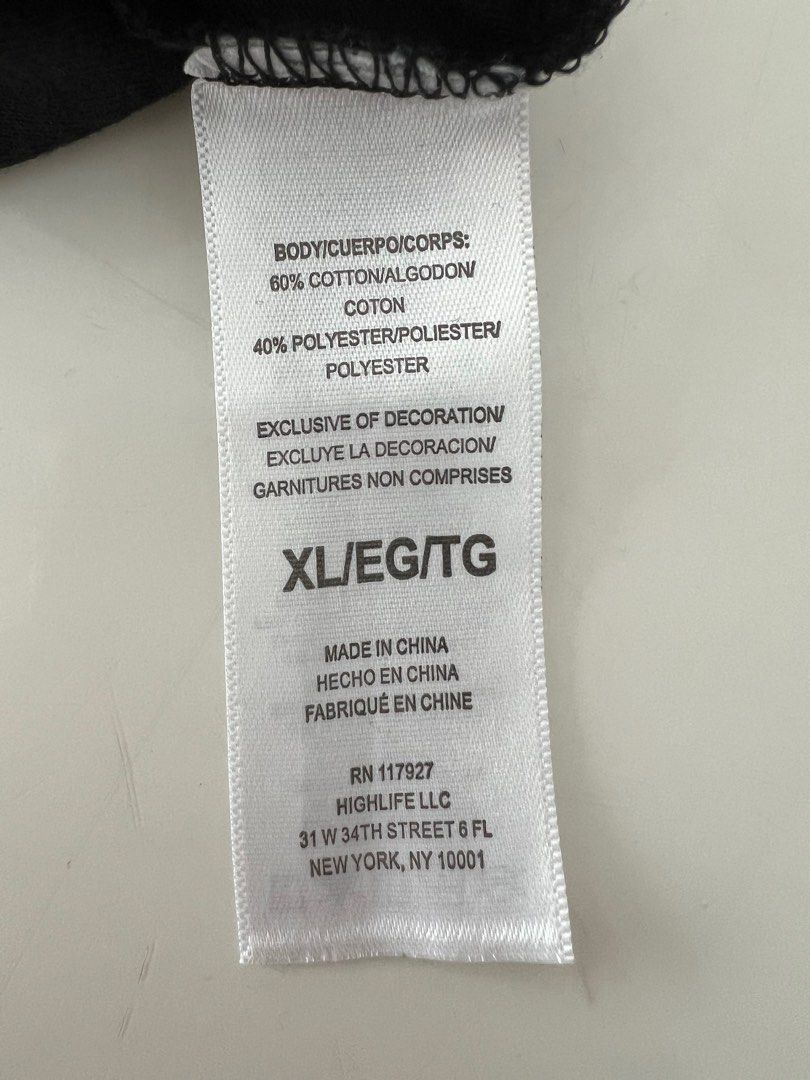 BODY/CUERPO/CORPS:
60% COTTON/ALGODON/
COTON
40% POLYESTER/POLIESTER/
POLYESTER
EXCLUSIVE OF DECORATION/
EXCLUYE LA DECORACION/
GARNITURES NON COMPRISES
XL/EG/TG
MADE IN CHINA
HECHO EN CHINA
FABRIQUÉ EN CHINE
RN 117927
HIGHLIFE LLC
31 W 34TH STREET 6 FL
NEW YORK, NY 10001